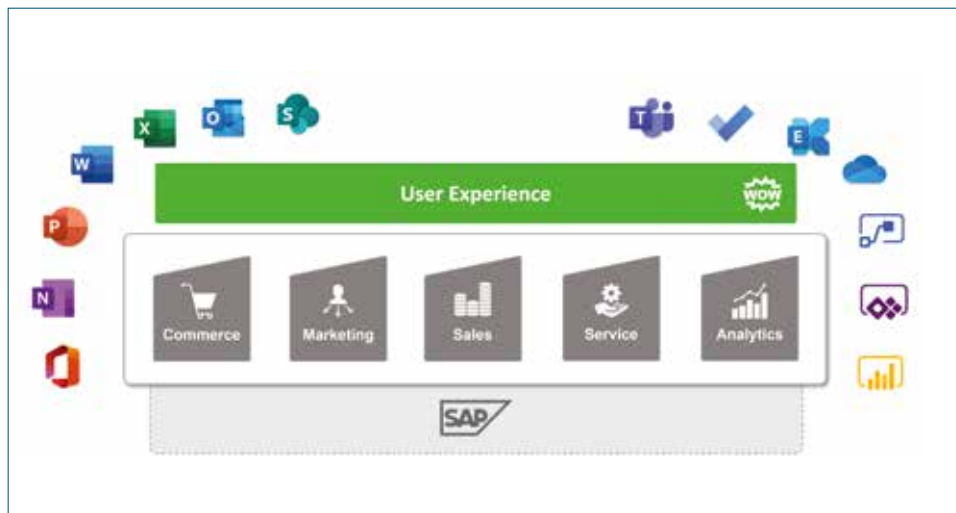 O S T
X E
W
User Experience WOW
P
N
Commerce Marketing Sales Service Analytics
SAP